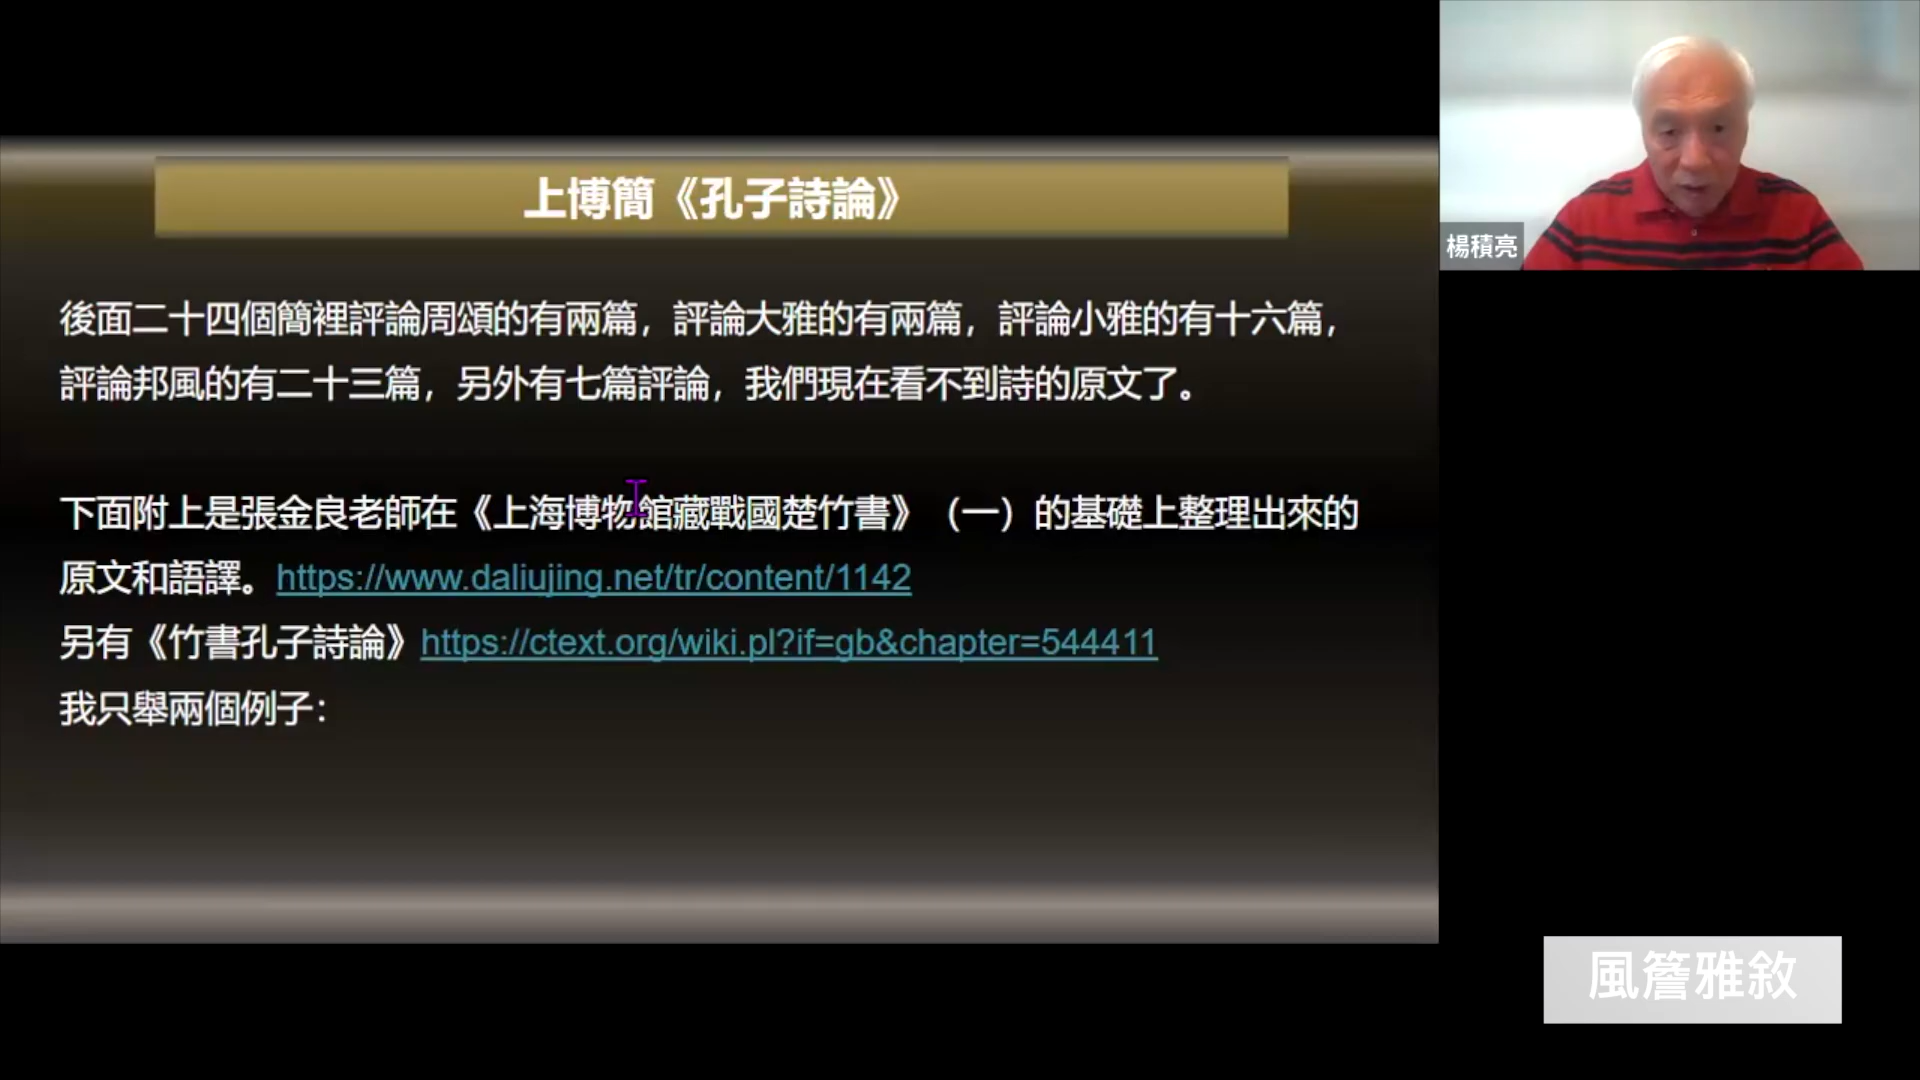 上博簡《孔子詩論》
後面二十四個簡裡評論周頌的有兩篇，評論大雅的有兩篇，評論小雅的有十六篇，
評論邦風的有二十三篇，另外有七篇評論，我們現在看不到詩的原文了。
下面附上是張金良老師在《上海博物館藏戰國楚竹書》（一）的基礎上整理出來的
原文和語譯。https://www.daliujing.net/tr/content/1142
另有《竹書孔子詩論》https://ctext.org/wiki.pl?if=gb&chapter=544411
我只舉兩個例子：
楊積亮
風簷雅敘